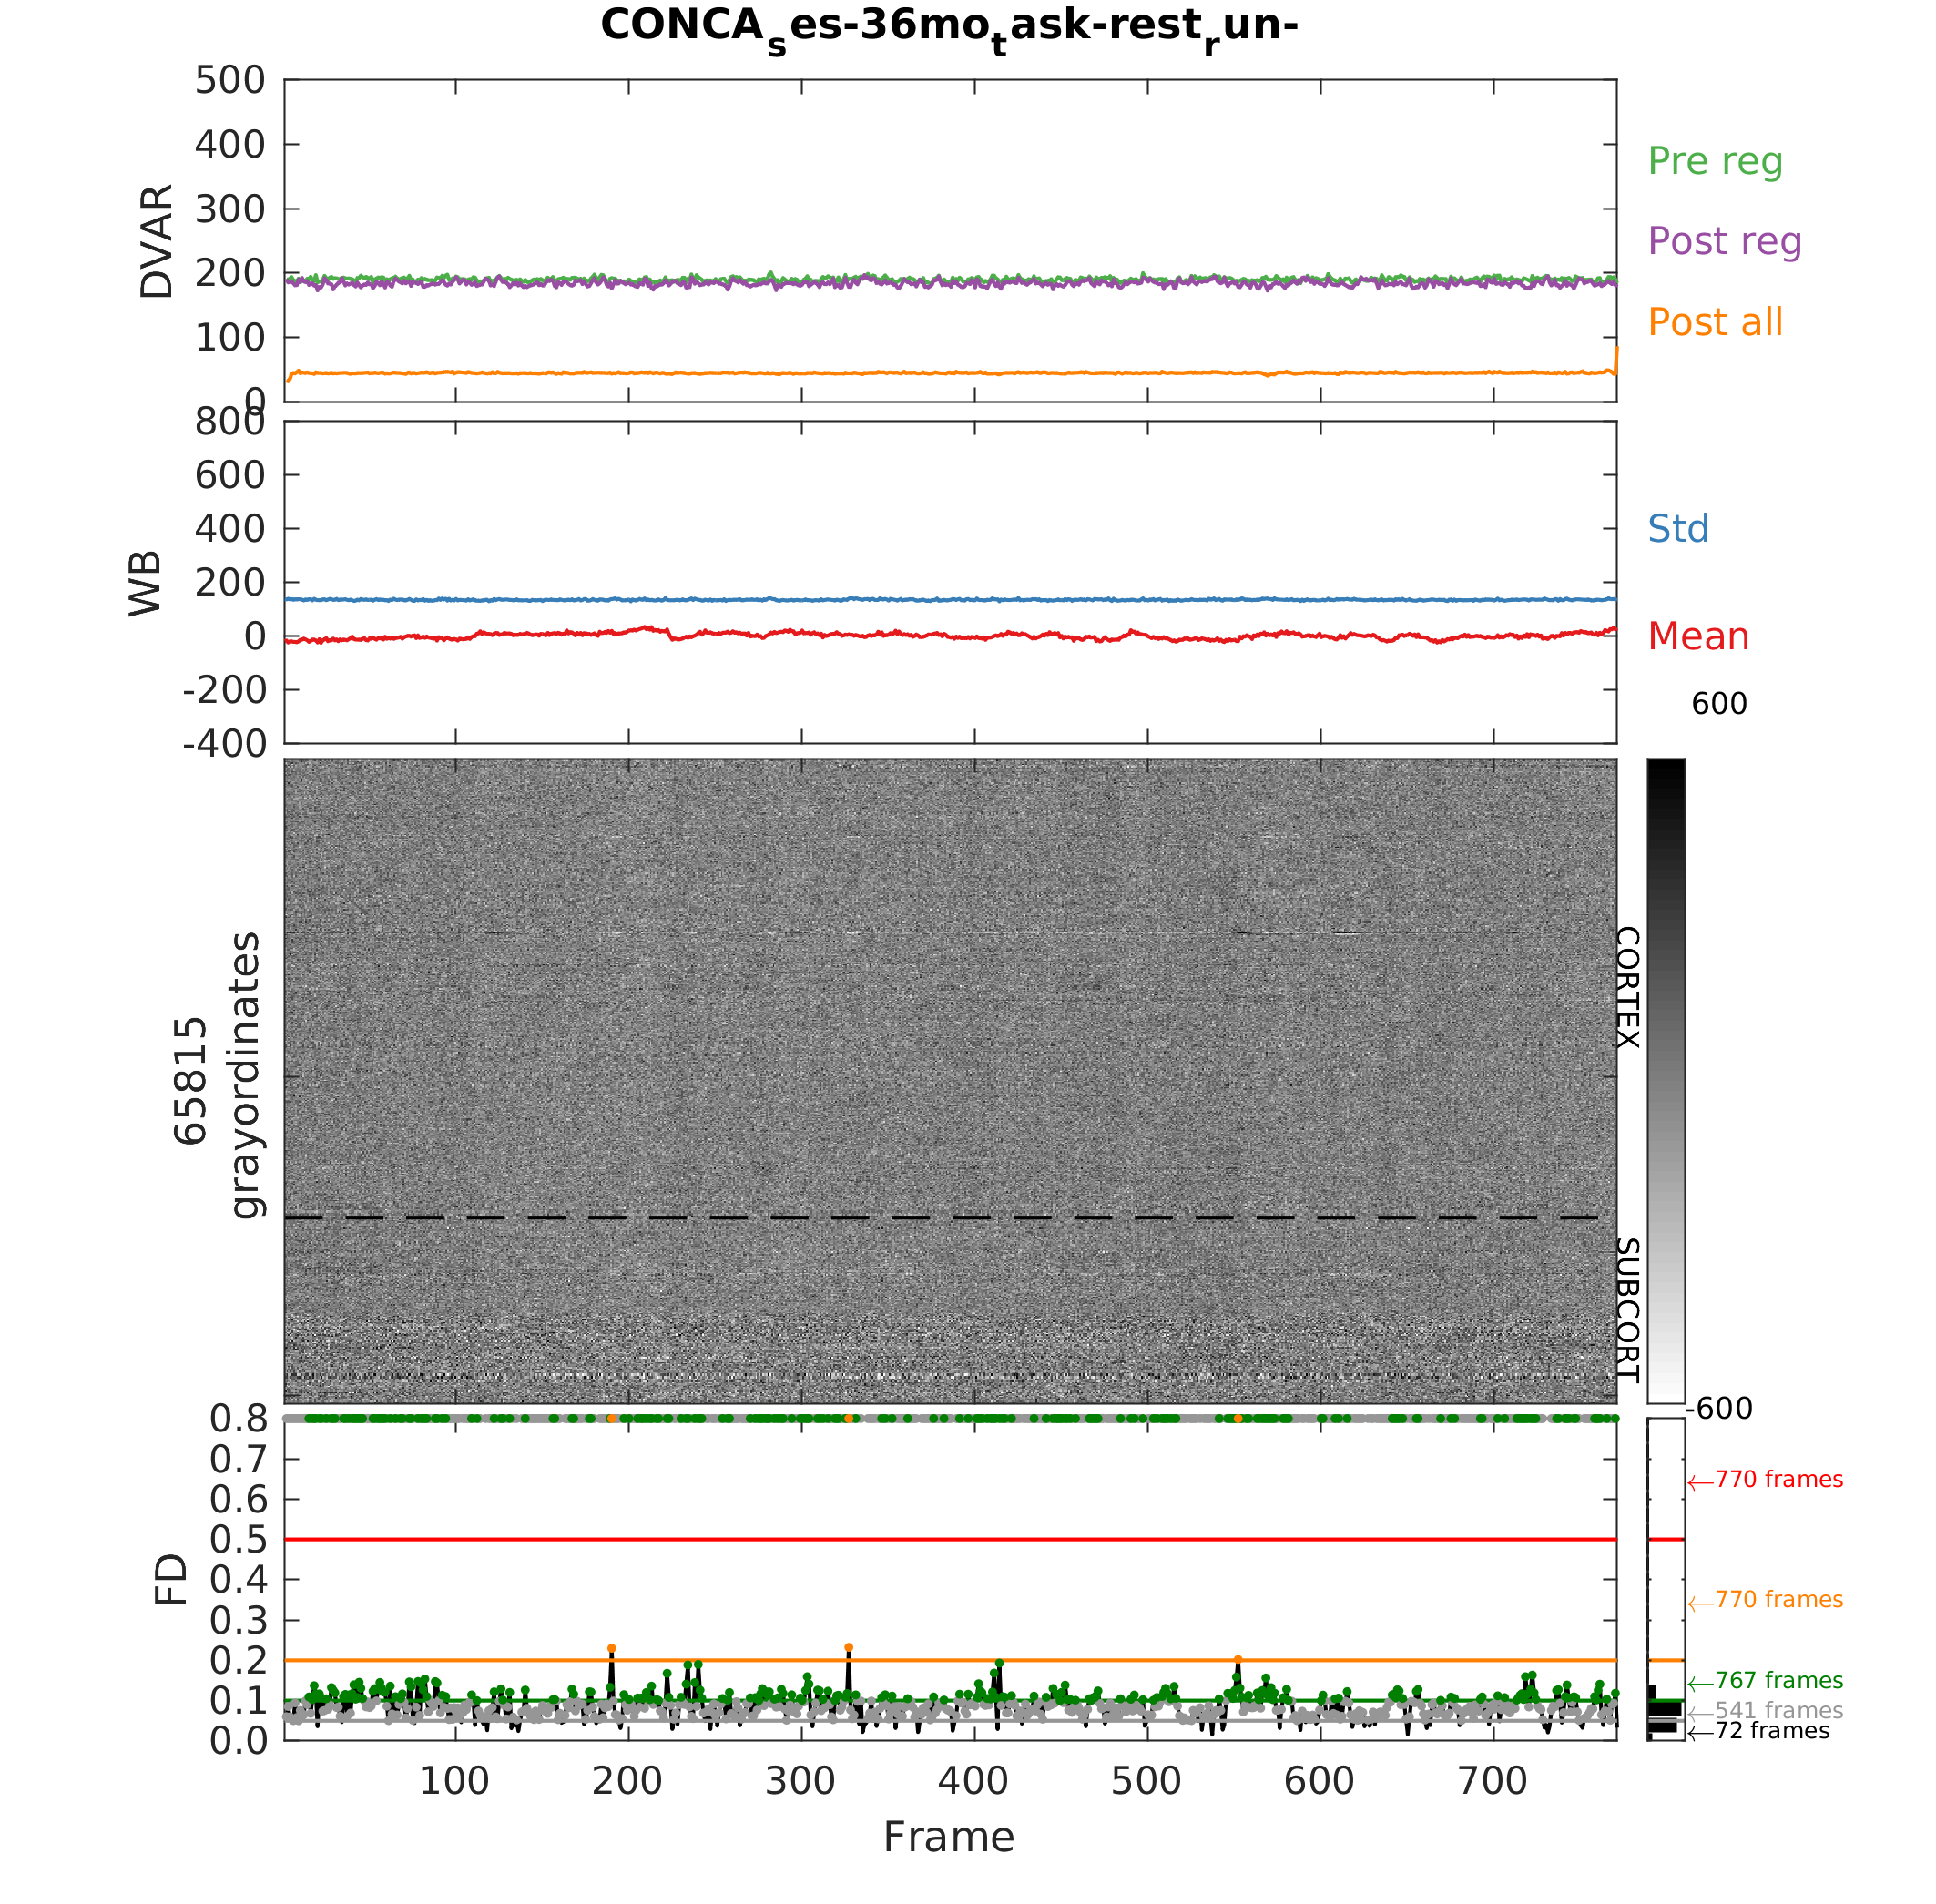 CONCAses-36motask-restrun-
500
400
300
200
100
0
DVAR
Pre reg
Post reg
Post all
800
600
400
200
0
-200
-400
WB
Std
Mean
600
65815
grayordinates
CORTEX
SUBCORT
-600
0.8
0.7
0.6
0.5
0.4
0.3
0.2
0.1
0.0
FD
←770 frames
←770 frames
←767 frames
←541 frames
←72 frames
100 200 300 400 500 600 700
Frame